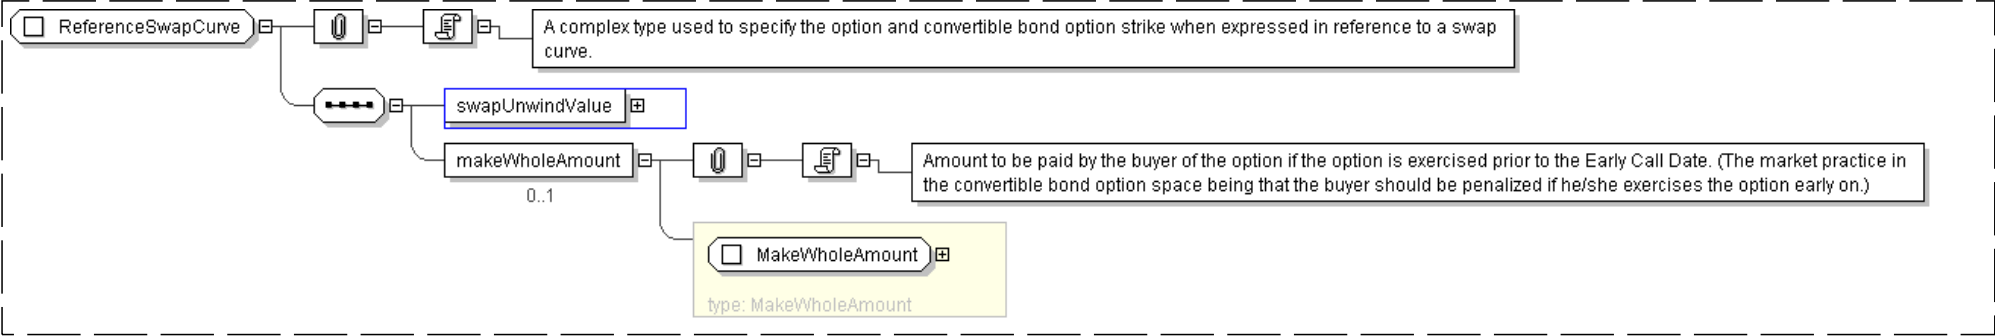 ReferenceSwapCurve
A complex type used to specify the option and convertible bond option strike when expressed in reference to a swap
curve.
swapUnwindValue
makeWholeAmount
0..1
Amount to be paid by the buyer of the option if the option is exercised prior to the Early Call Date. (The market practice in
the convertible bond option space being that the buyer should be penalized if he/she exercises the option early on.)
MakeWholeAmount
type: MakeWholeAmount